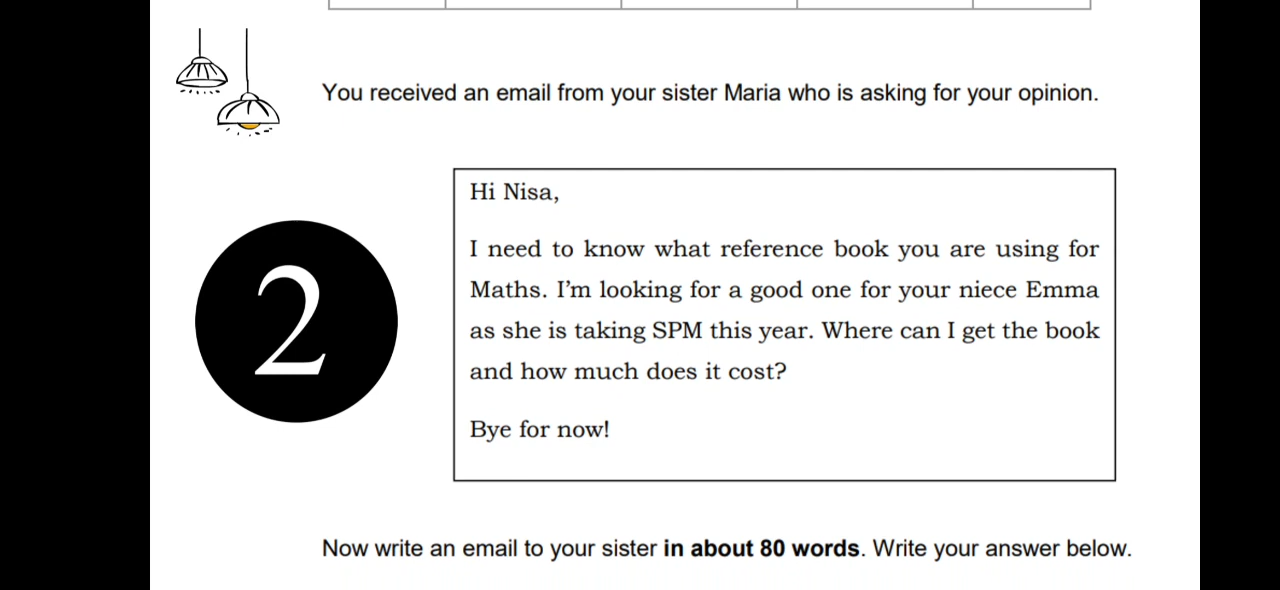 You received an email from your sister Maria who is asking for your opinion.
2
Hi Nisa,
I need to know what reference book you are using for
Maths. I'm looking for a good one for your niece Emma
as she is taking SPM this year. Where can I get the book
and how much does it cost?
Bye for now!
Now write an email to your sister in about 80 words. Write your answer below.